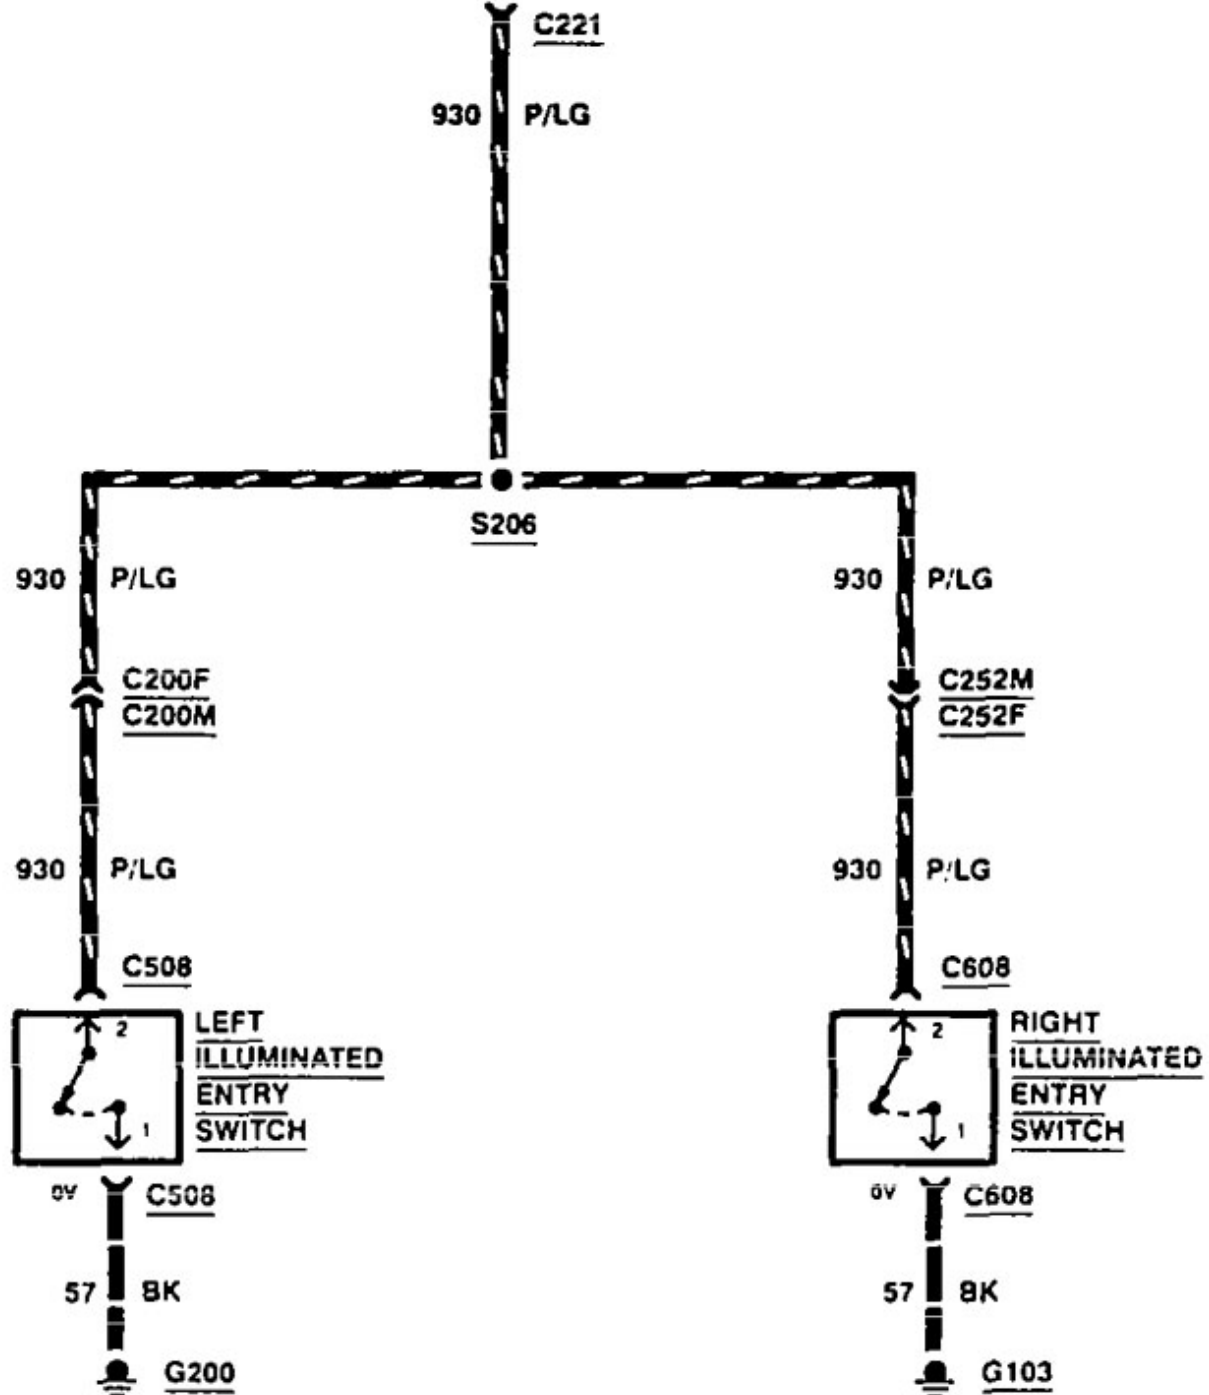 C221
930 P/LG
S206
930 P/LG
930 P/LG
C200F
C200M
C252M
C252F
930 P/LG
930 P/LG
C508
C608
2
LEFT
ILLUMINATED
ENTRY
SWITCH
1
2
RIGHT
ILLUMINATED
ENTRY
SWITCH
1
0V C508
0V C608
57 BK
57 BK
G200
G103